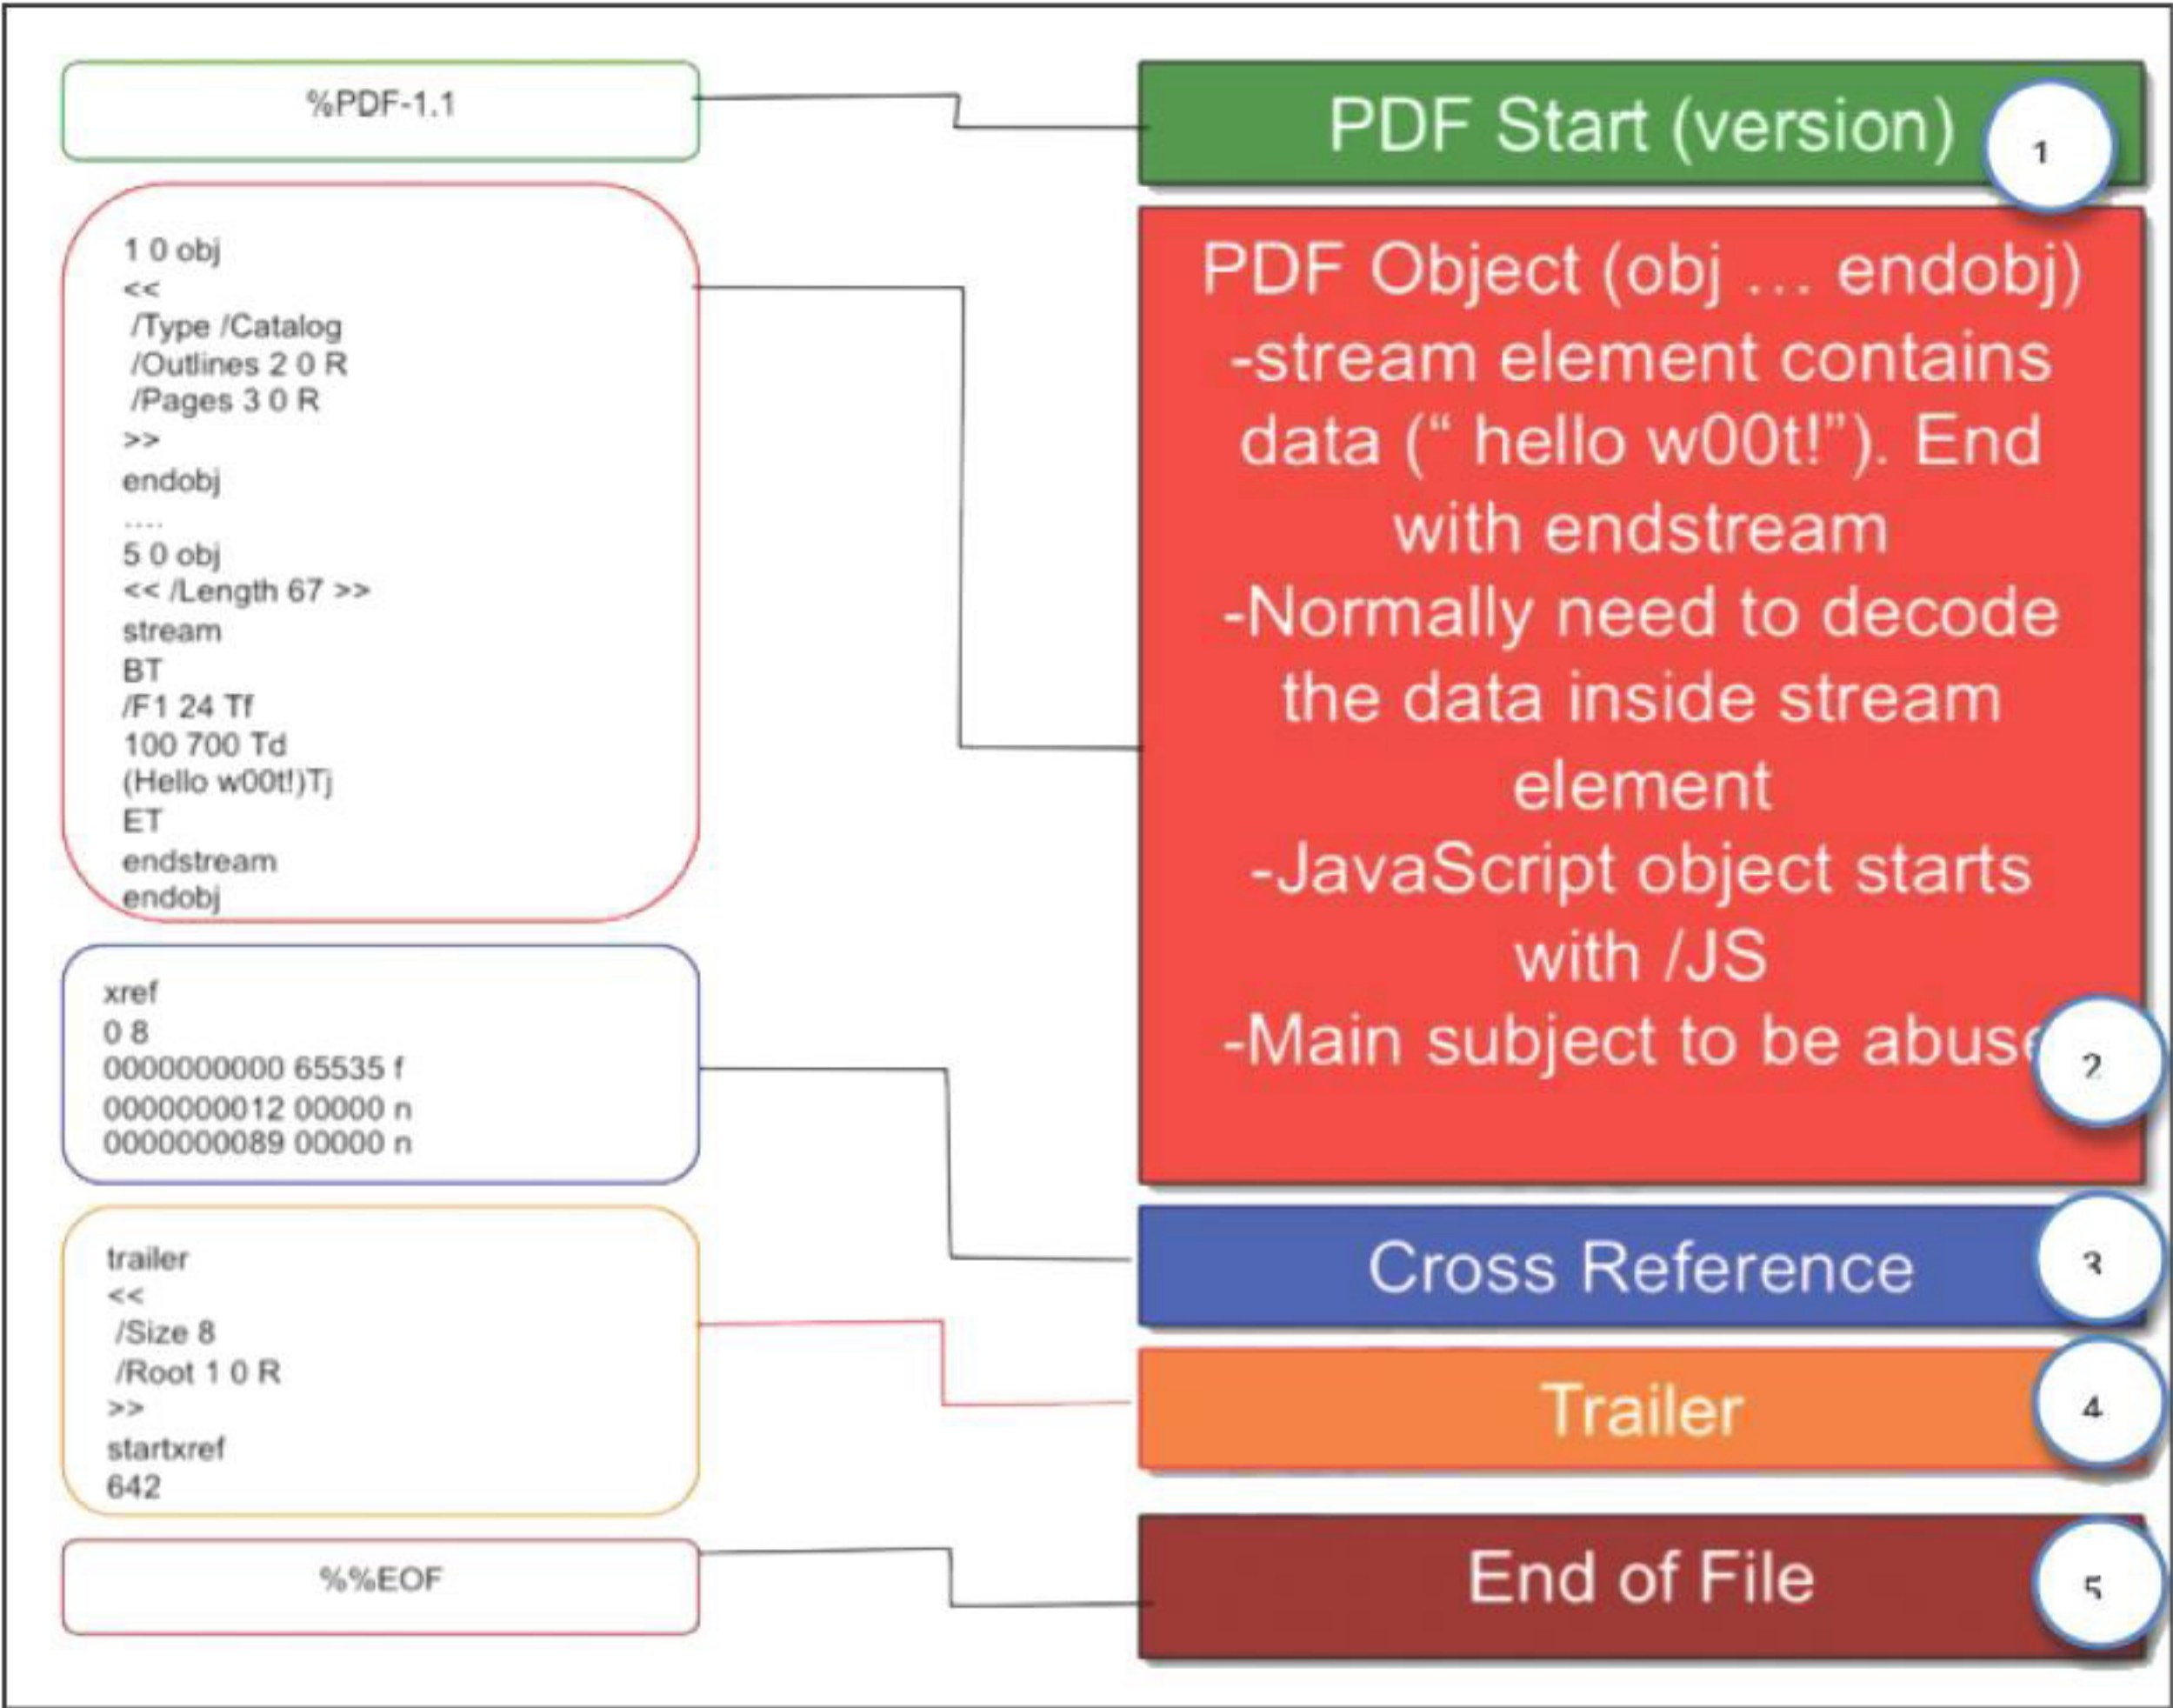 %PDF-1.1
PDF Start (version)
1
1 0 obj
<<
/Type /Catalog
/Outlines 2 0 R
/Pages 3 0 R
>>
endobj
....
5 0 obj
<< /Length 67 >>
stream
BT
/F1 24 Tf
100 700 Td
(Hello w00t!)Tj
ET
endstream
endobj
PDF Object (obj ... endobj)
-stream element contains
data (“ hello w00t!”). End
with endstream
-Normally need to decode
the data inside stream
element
-JavaScript object starts
with /JS
-Main subject to be abuse
2
xref
0 8
0000000000 65535 f
0000000012 00000 n
0000000089 00000 n
Cross Reference
3
trailer
<<
/Size 8
/Root 1 0 R
>>
startxref
642
Trailer
4
%%EOF
End of File
5